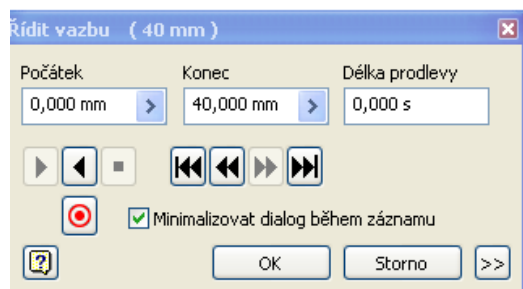 Řídit vazbu ( 40 mm )
Počátek Konec Délka prodlevy
0,000 mm > 40,000 mm > 0,000 s
Minimalizovat dialog během záznamu
? OK Storno >>